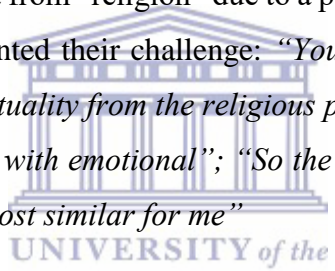 from "religion" due to a p
nted their challenge: "You
tuality from the religious p
with emotional"; "So the
ost similar for me"
UNIVERSITY of the